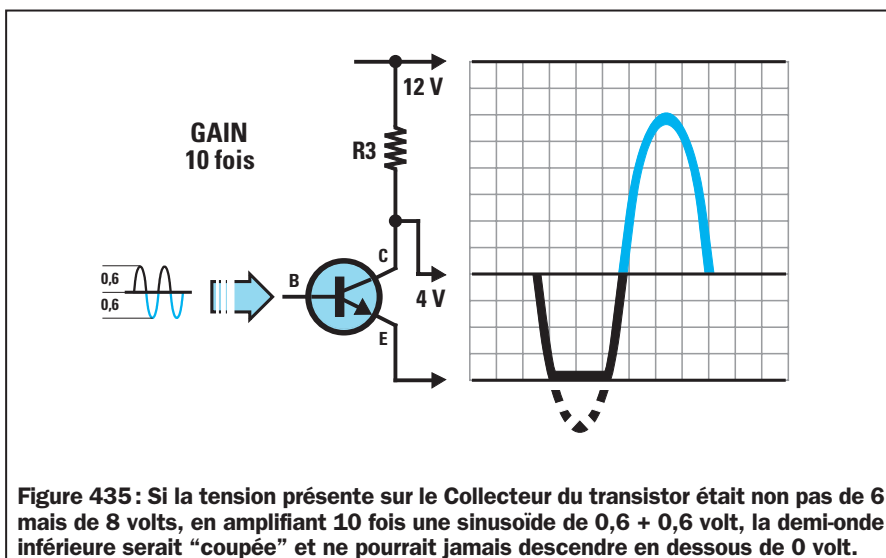 12 V
GAIN
10 fois
R3
C
B
4 V
E
0,6
0,6
Figure 435 : Si la tension présente sur le Collecteur du transistor était non pas de 6
mais de 8 volts, en amplifiant 10 fois une sinusoïde de 0,6 + 0,6 volt, la demi-onde
inférieure serait “coupée” et ne pourrait jamais descendre en dessous de 0 volt.